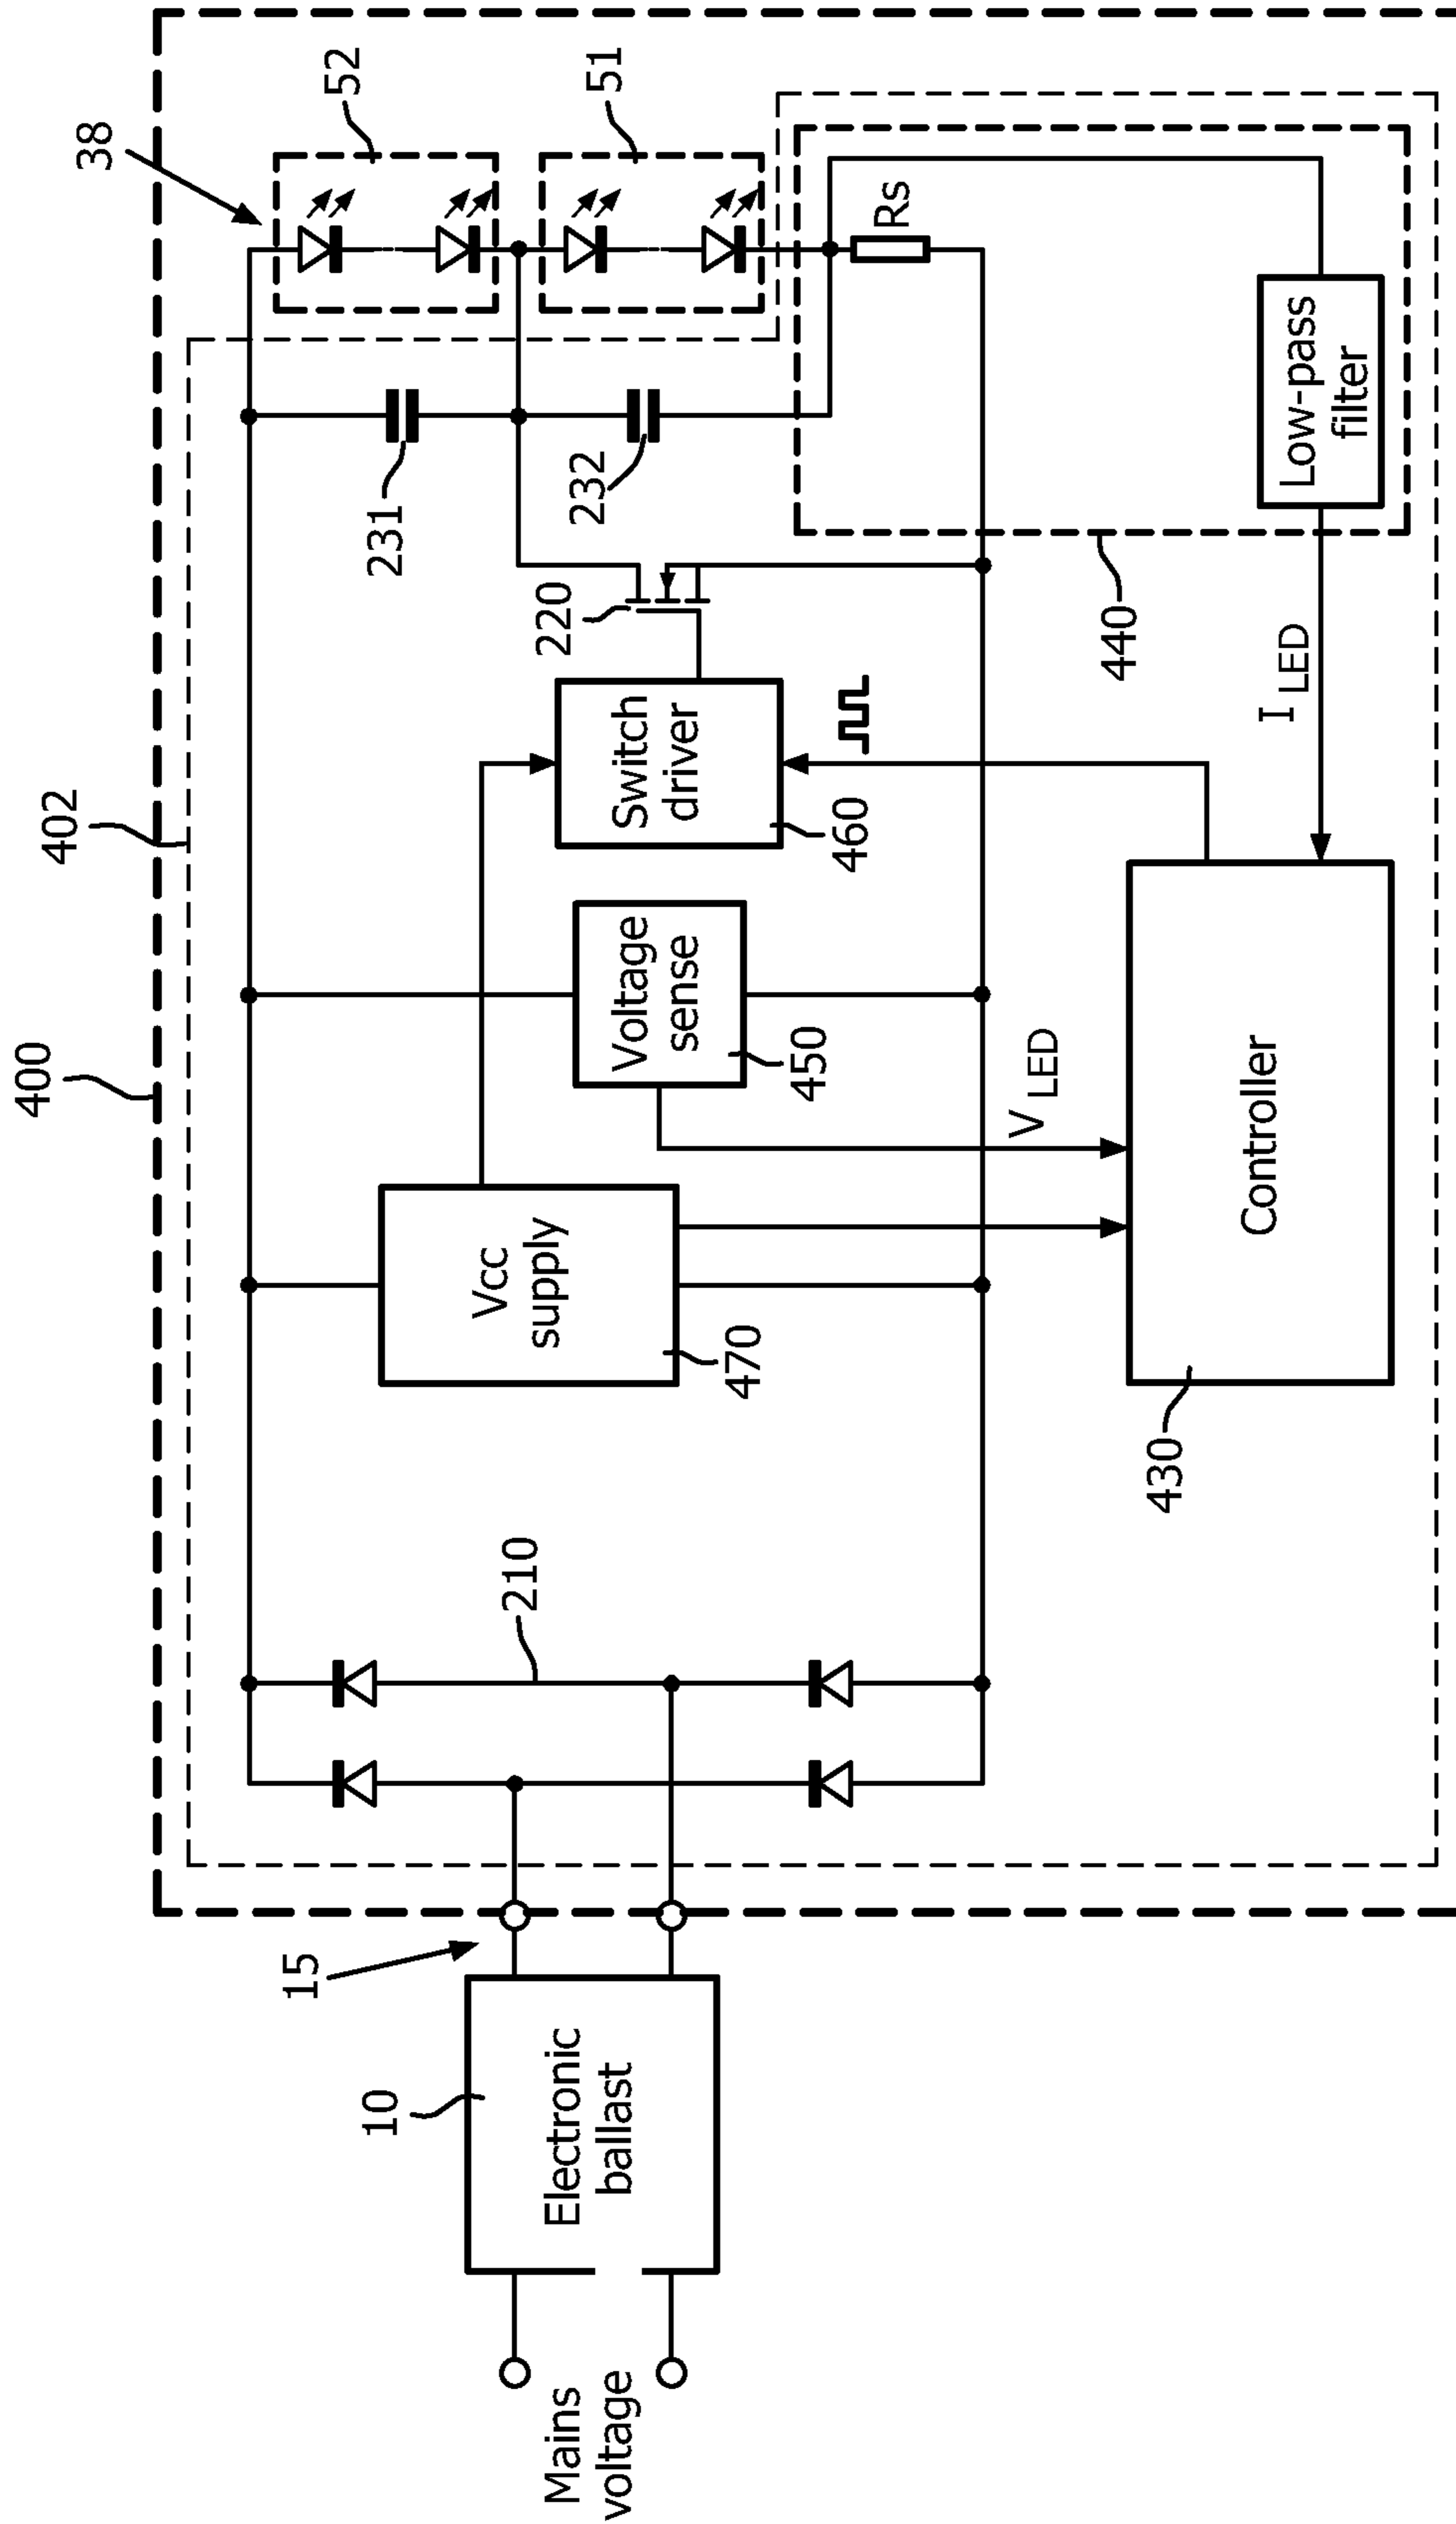 400
402
38
52
51
231
232
220
Rs
Low-pass
filter
440
I LED
Switch
driver
460
Voltage
sense
450
V LED
Vcc
supply
470
Controller
430
210
15
10
Electronic
ballast
Mains
voltage